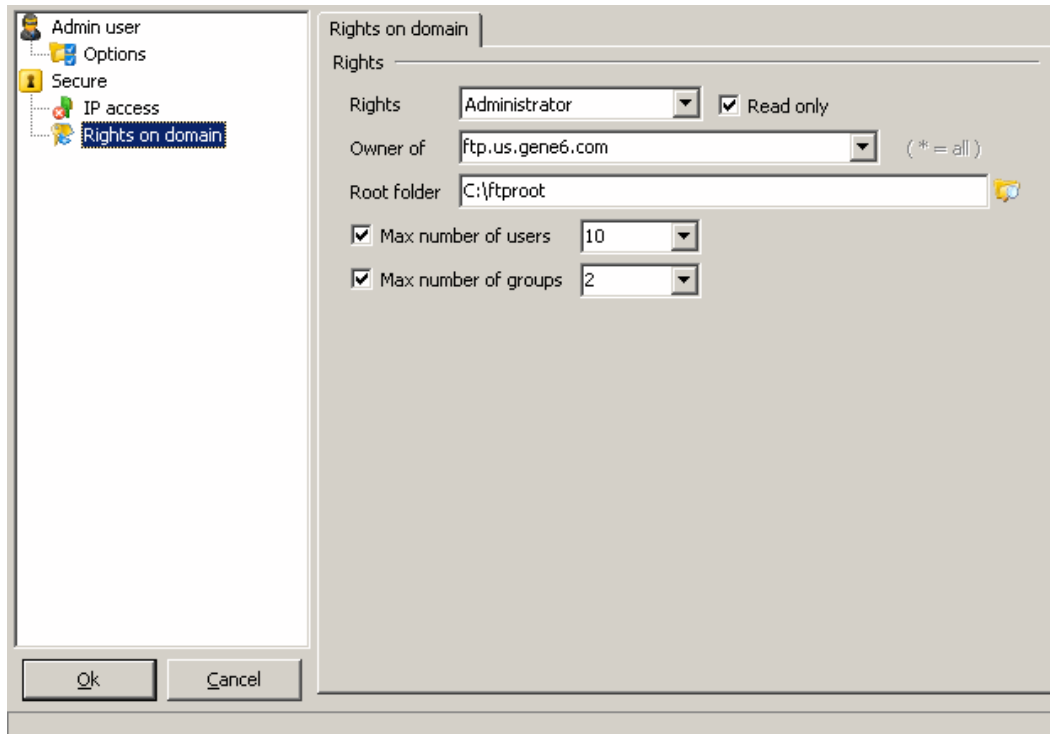 Admin user
Options
Secure
IP access
Rights on domain
Ok
Cancel
Rights on domain
Rights
Rights Administrator Read only
Owner of ftp.us.gene6.com ( * = all )
Root folder C:\ftproot
Max number of users 10
Max number of groups 2